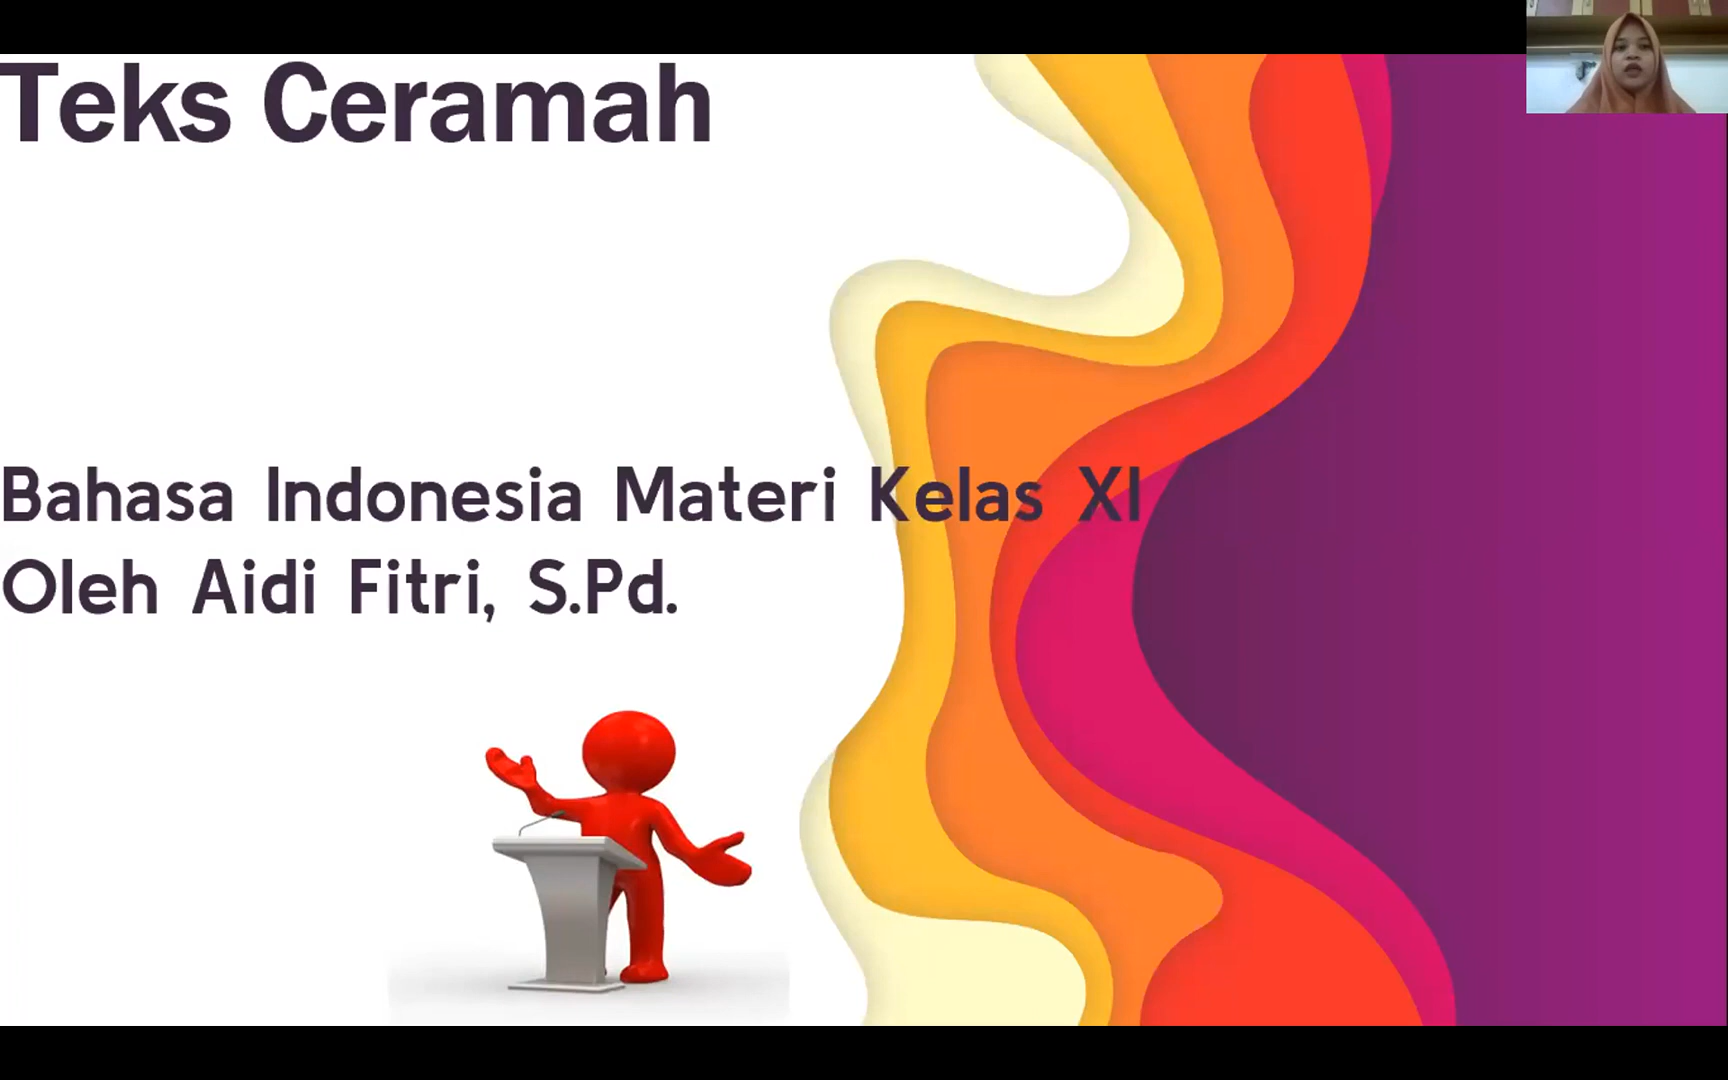 Teks Ceramah
Bahasa Indonesia Materi Kelas XI
Oleh Aidi Fitri, S.Pd.